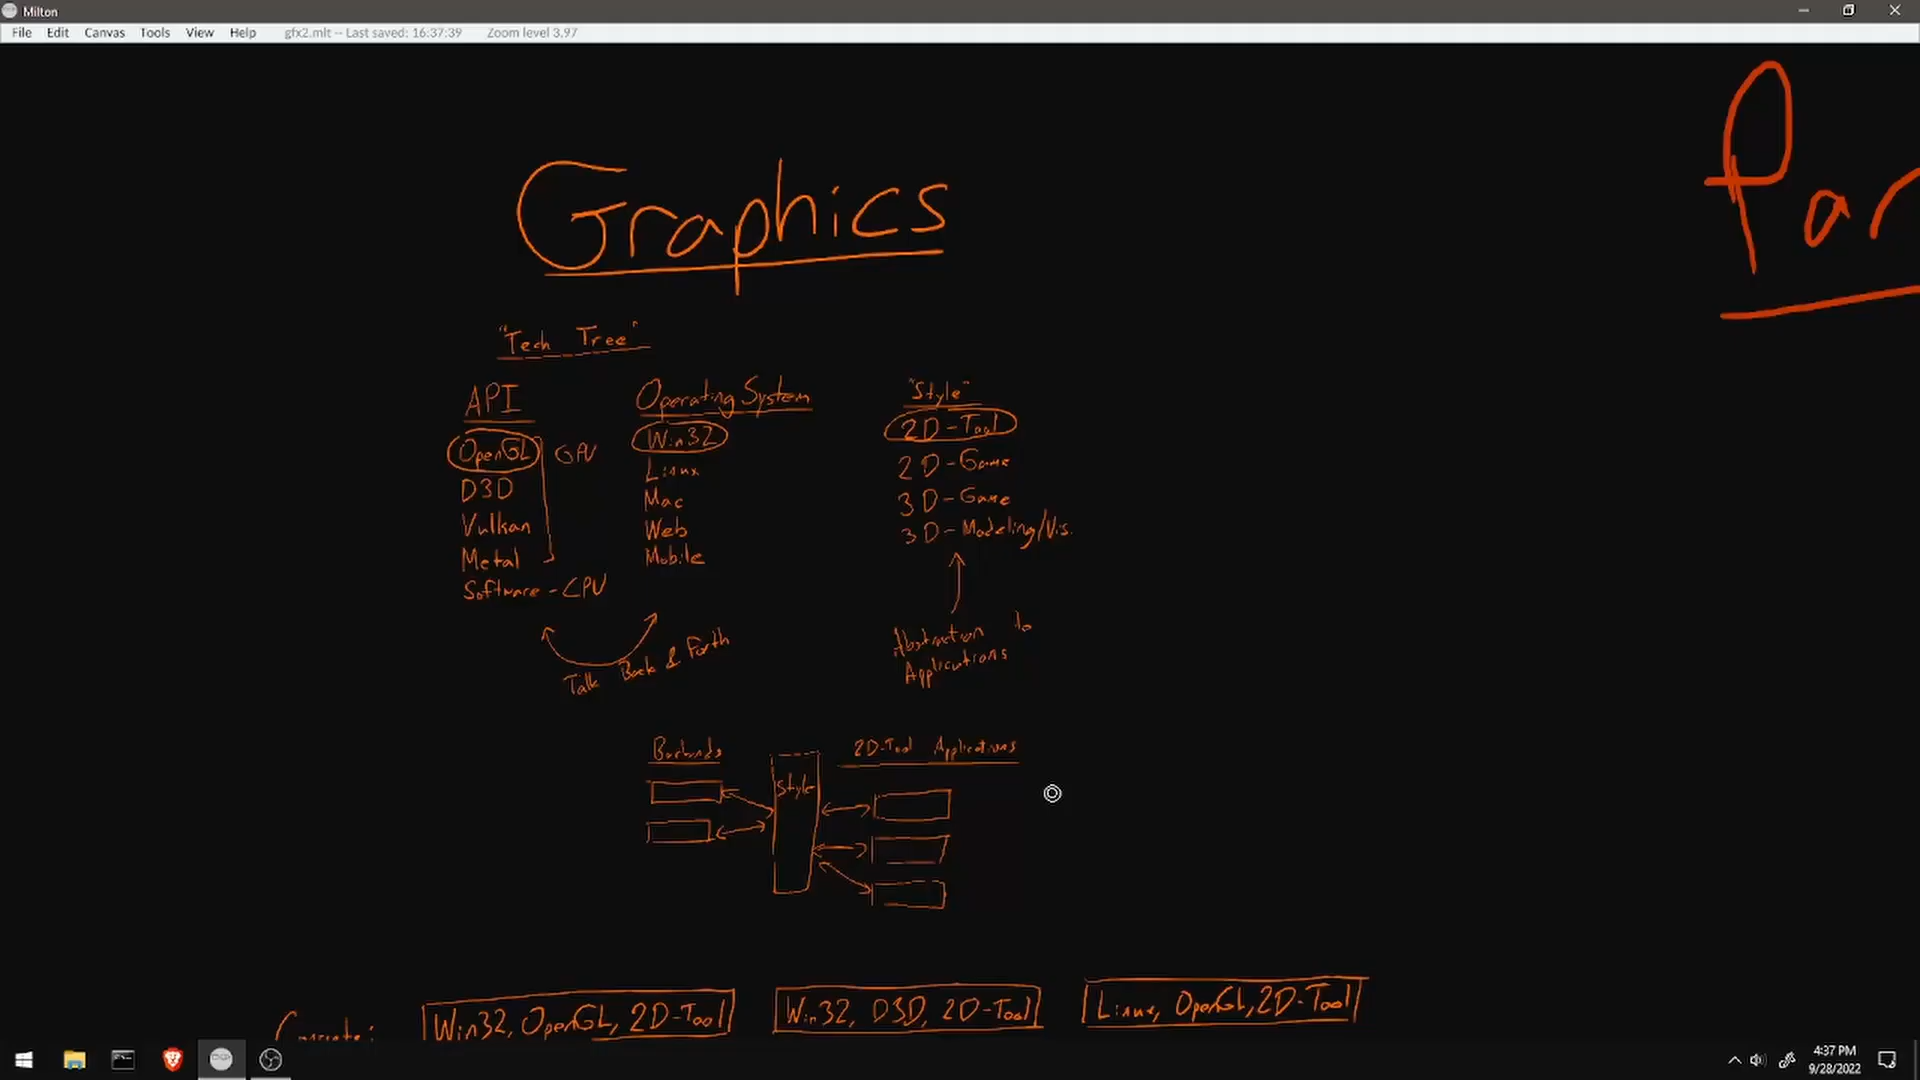 Milton
File Edit Canvas Tools View Help gfx2.mlt -- Last saved: 16:37:39 Zoom level 3.97
Par
Graphics
"Tech Tree"
API
OpenGL GPU
D3D
Vulkan
Metal
Software - CPU
Operating System
Win32
Linux
Mac
Web
Mobile
"Style"
2D-Tool
2D-Game
3D-Game
3D-Modeling/Vis.
Talk Back & Forth
Abstraction to
Applications
Backends
Style
2D-Tool Applications
Concrete:
Win32, OpenGL, 2D-Tool
Win32, D3D, 2D-Tool
Linux, OpenGL, 2D-Tool
4:37 PM
9/28/2022